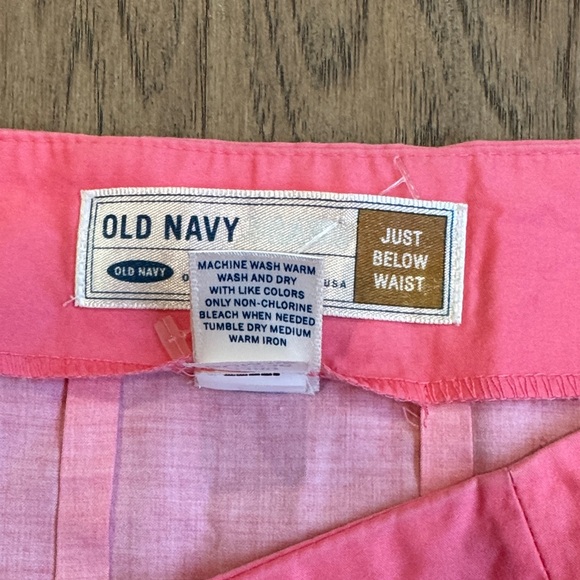 OLD NAVY
OLD NAVY
USA
JUST
BELOW
WAIST
MACHINE WASH WARM
WASH AND DRY
WITH LIKE COLORS
ONLY NON-CHLORINE
BLEACH WHEN NEEDED
TUMBLE DRY MEDIUM
WARM IRON